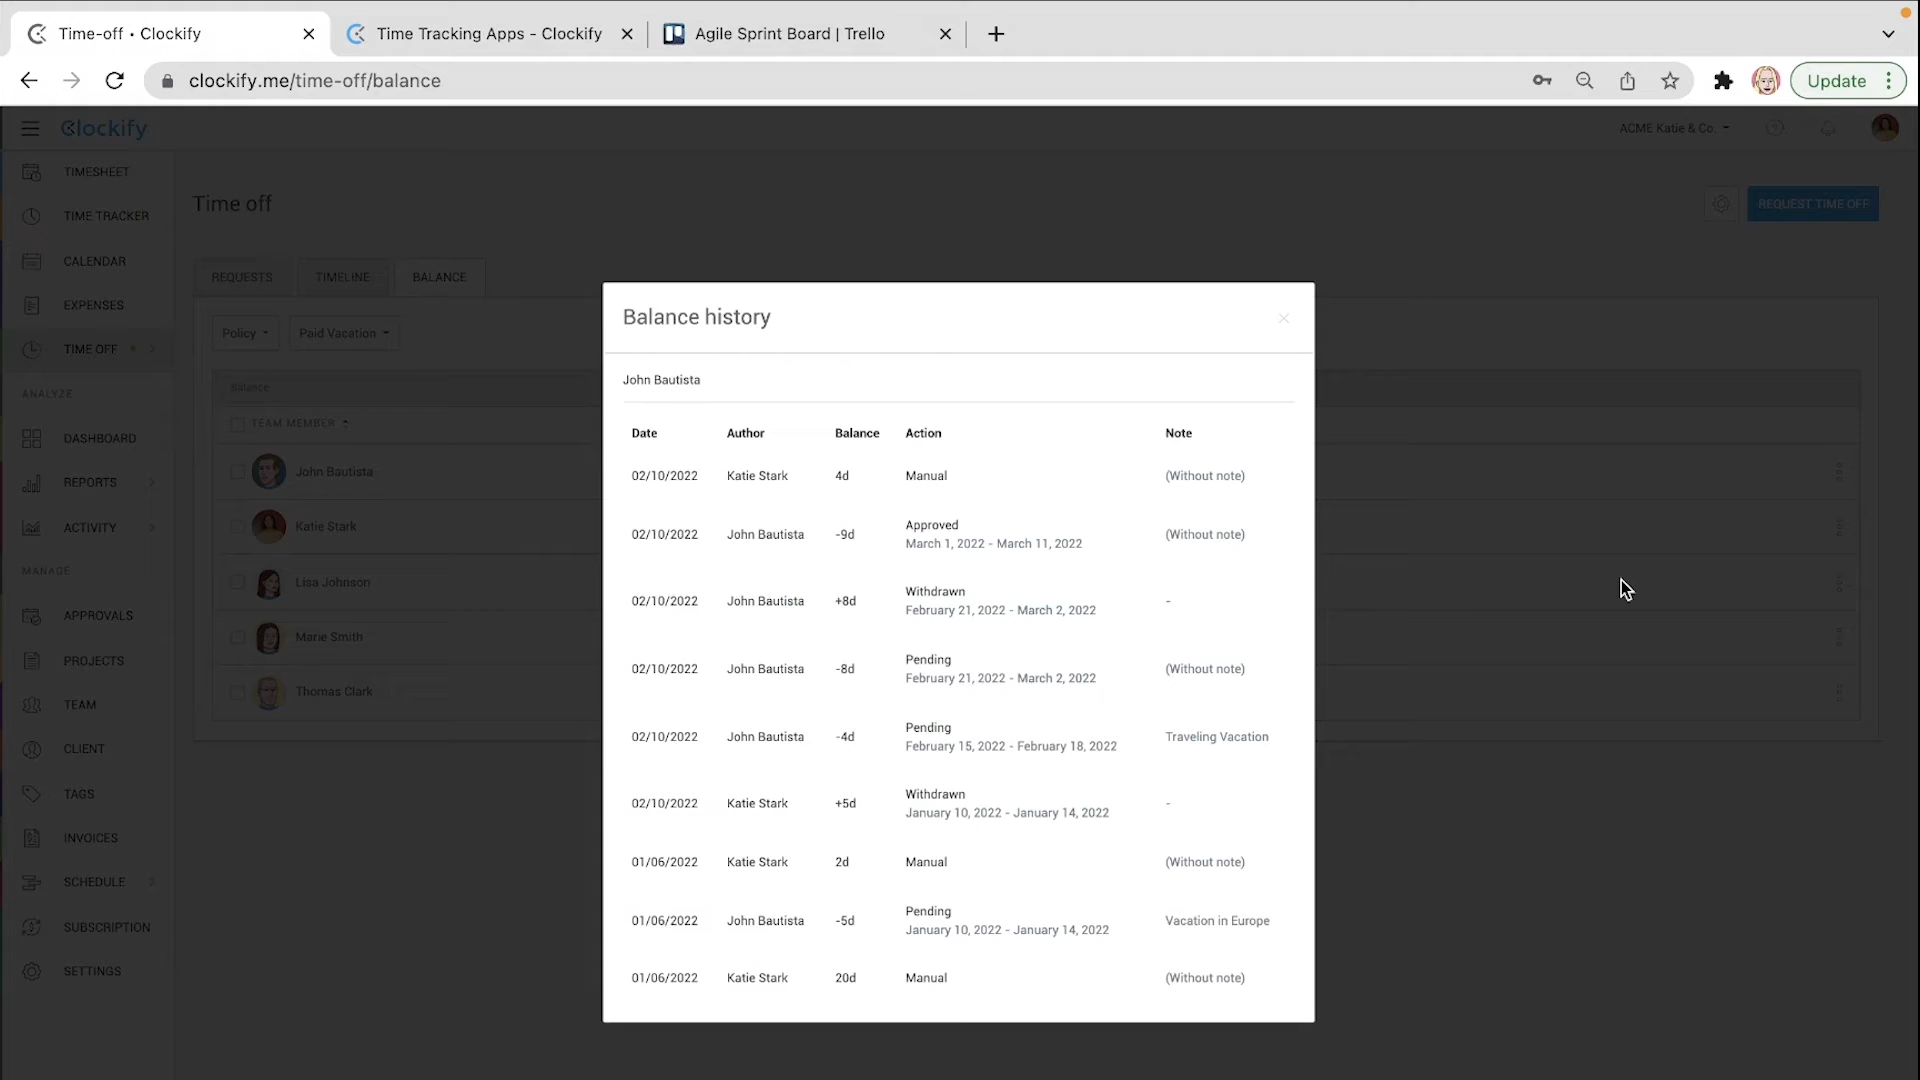 Time-off • Clockify
Time Tracking Apps - Clockify
Agile Sprint Board | Trello
clockify.me/time-off/balance
Update
Clockify
ACME Katie & Co.
TIMESHEET
TIME TRACKER
CALENDAR
EXPENSES
TIME OFF
ANALYZE
DASHBOARD
REPORTS
ACTIVITY
MANAGE
APPROVALS
PROJECTS
TEAM
CLIENT
TAGS
INVOICES
SCHEDULE
SUBSCRIPTION
SETTINGS
Time off
REQUEST TIME OFF
REQUESTS TIMELINE BALANCE
Policy Paid Vacation
Balance
TEAM MEMBER
John Bautista
Katie Stark
Lisa Johnson
Marie Smith
Thomas Clark
Balance history
John Bautista
Date Author Balance Action Note
02/10/2022 Katie Stark 4d Manual (Without note)
02/10/2022 John Bautista -9d Approved (Without note)
March 1, 2022 - March 11, 2022
02/10/2022 John Bautista +8d Withdrawn -
February 21, 2022 - March 2, 2022
02/10/2022 John Bautista -8d Pending (Without note)
February 21, 2022 - March 2, 2022
02/10/2022 John Bautista -4d Pending Traveling Vacation
February 15, 2022 - February 18, 2022
02/10/2022 Katie Stark +5d Withdrawn -
January 10, 2022 - January 14, 2022
01/06/2022 Katie Stark 2d Manual (Without note)
01/06/2022 John Bautista -5d Pending Vacation in Europe
January 10, 2022 - January 14, 2022
01/06/2022 Katie Stark 20d Manual (Without note)